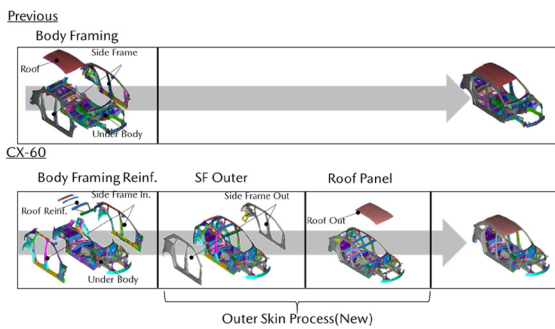 Previous
Body Framing
Side Frame
Roof
Under Body
CX-60
Body Framing Reinf.
SF Outer
Roof Panel
Side Frame In.
Side Frame Out
Roof Reinf.
Roof Out
Under Body
Outer Skin Process(New)